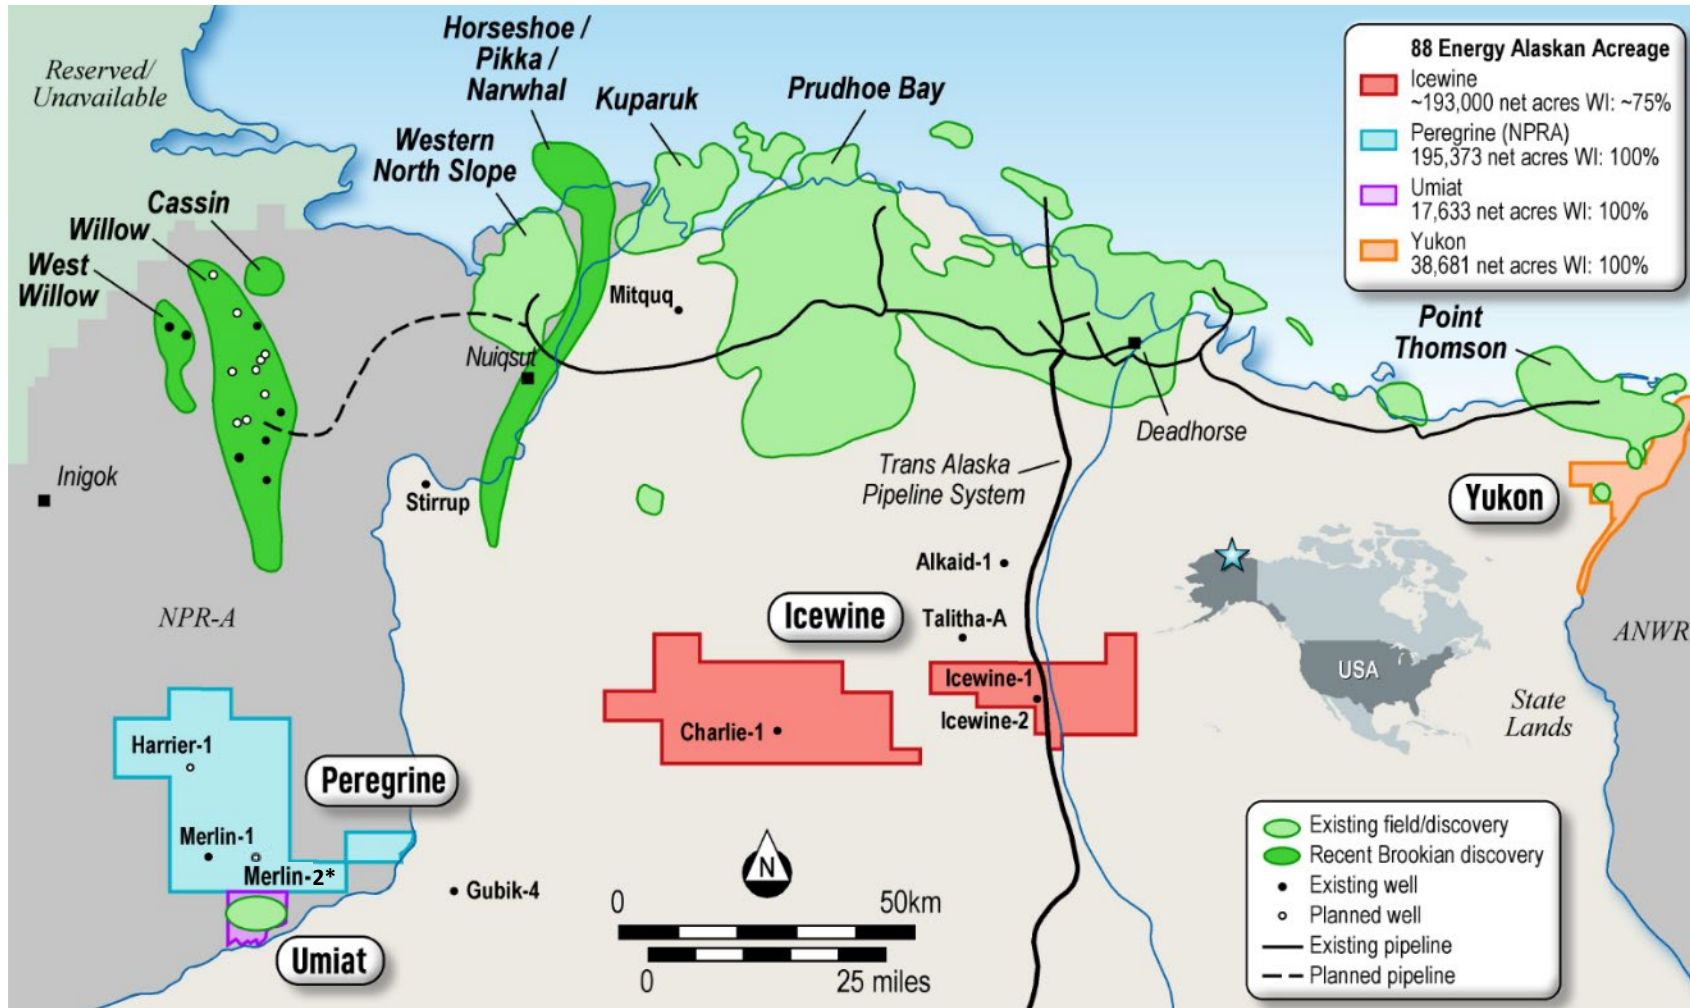 Reserved/
Unavailable
Horseshoe /
Pikka /
Narwhal
Kuparuk
Prudhoe Bay
Western
North Slope
Cassin
Willow
West
Willow
88 Energy Alaskan Acreage
Icewine
~193,000 net acres WI: ~75%
Peregrine (NPRA)
195,373 net acres WI: 100%
Umiat
17,633 net acres WI: 100%
Yukon
38,681 net acres WI: 100%
Mitquq
Nuiqsut
Point
Thomson
Deadhorse
Trans Alaska
Pipeline System
Inigok
Stirrup
Yukon
Alkaid-1
NPR-A
Icewine
Talitha-A
ANWR
USA
Icewine-1
Icewine-2
State
Lands
Charlie-1
Harrier-1
Peregrine
Merlin-1
Merlin-2*
Gubik-4
Umiat
N
0 50km
0 25 miles
Existing field/discovery
Recent Brookian discovery
Existing well
Planned well
Existing pipeline
Planned pipeline